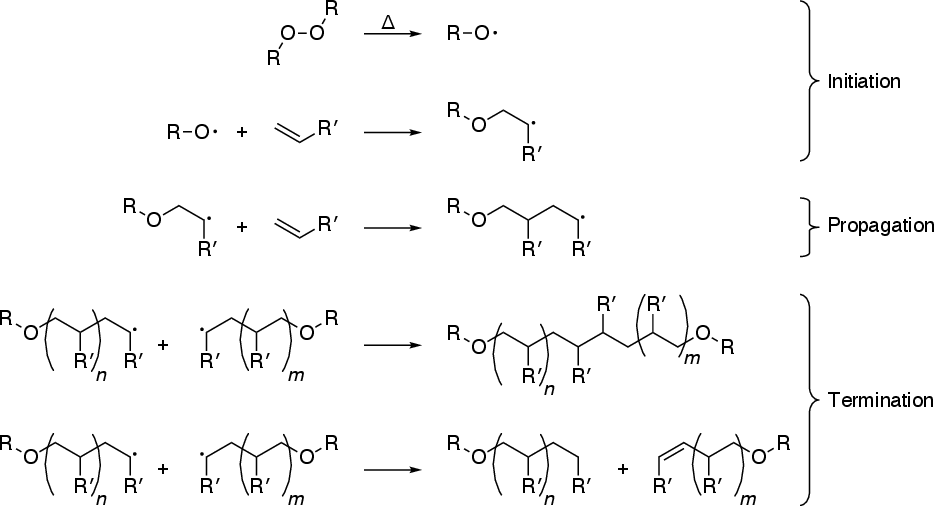 R
O–O Δ R–O•
R
Initiation
R O R′
R–O• + R′
R O R′ + R′ R O R′ R′ Propagation
R O R′ n R′ + R′ R′ m O R R O R′ n R′ R′ R′ m O R
Termination
R O R′ n R′ + R′ R′ m O R R O R′ n R′ + R′ R′ m O R